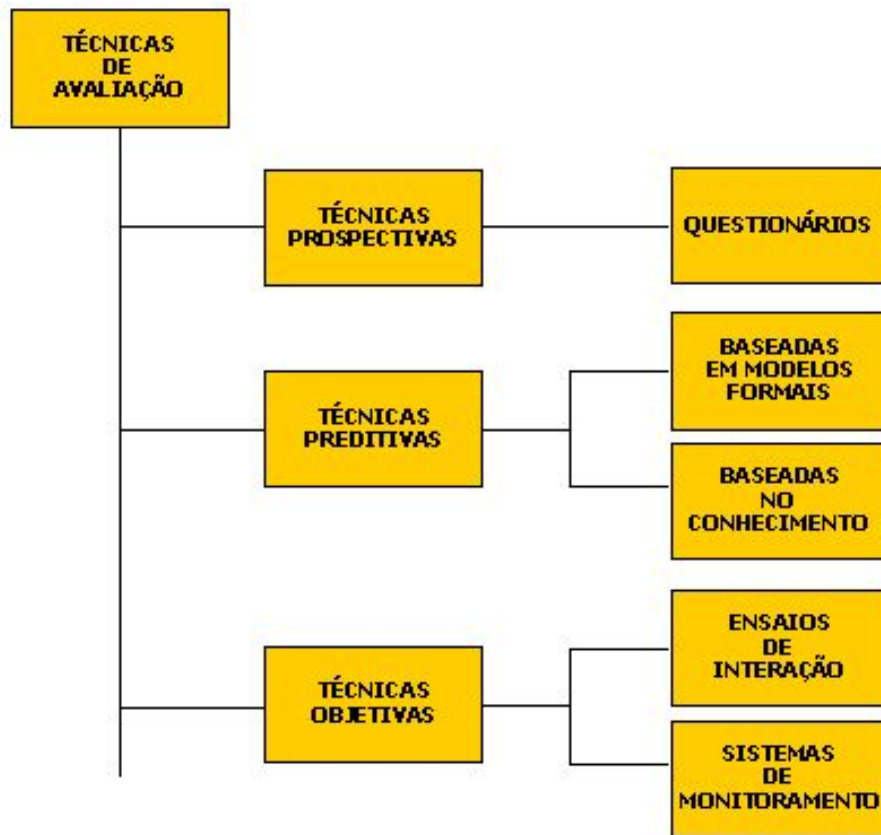 TÉCNICAS
DE
AVALIAÇÃO
TÉCNICAS
PROSPECTIVAS
QUESTIONÁRIOS
TÉCNICAS
PREDITIVAS
BASEADAS
EM MODELOS
FORMAIS
BASEADAS
NO
CONHECIMENTO
TÉCNICAS
OBJETIVAS
ENSAIOS
DE
INTERAÇÃO
SISTEMAS
DE
MONITORAMENTO